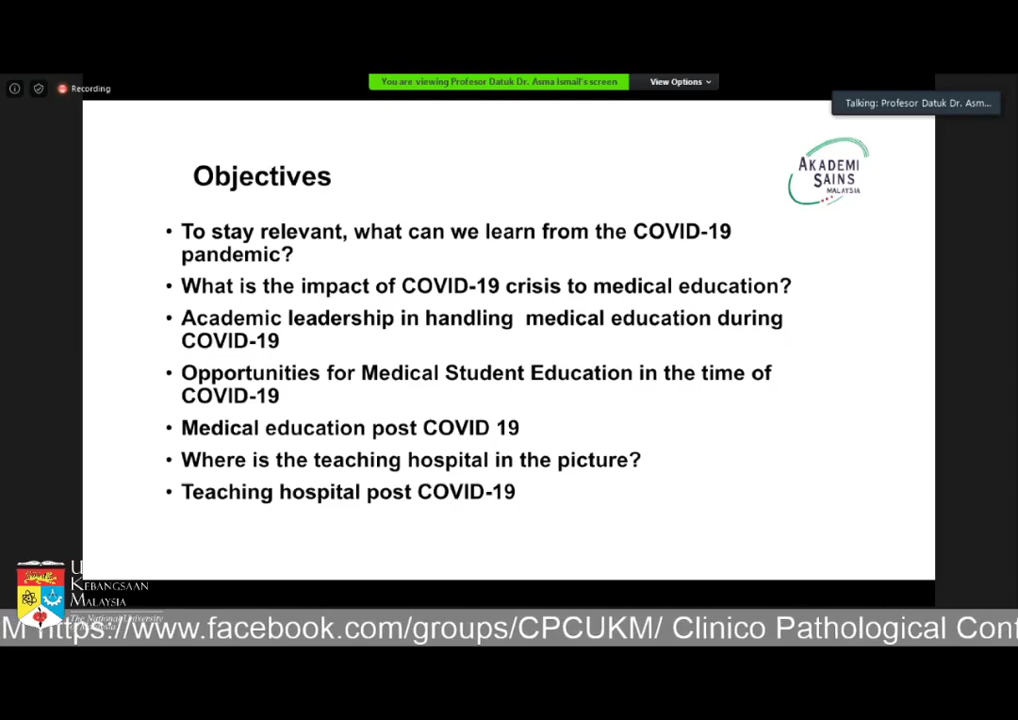 You are viewing Profesor Datuk Dr. Asma Ismail's screen
View Options
Recording
Talking: Profesor Datuk Dr. Asm...
AKADEMI
SAINS
MALAYSIA
Objectives
• To stay relevant, what can we learn from the COVID-19
pandemic?
• What is the impact of COVID-19 crisis to medical education?
• Academic leadership in handling medical education during
COVID-19
• Opportunities for Medical Student Education in the time of
COVID-19
• Medical education post COVID 19
• Where is the teaching hospital in the picture?
• Teaching hospital post COVID-19
U
KEBANGSAAN
MALAYSIA
The National University
M https://www.facebook.com/groups/CPCUKM/ Clinico Pathological Con